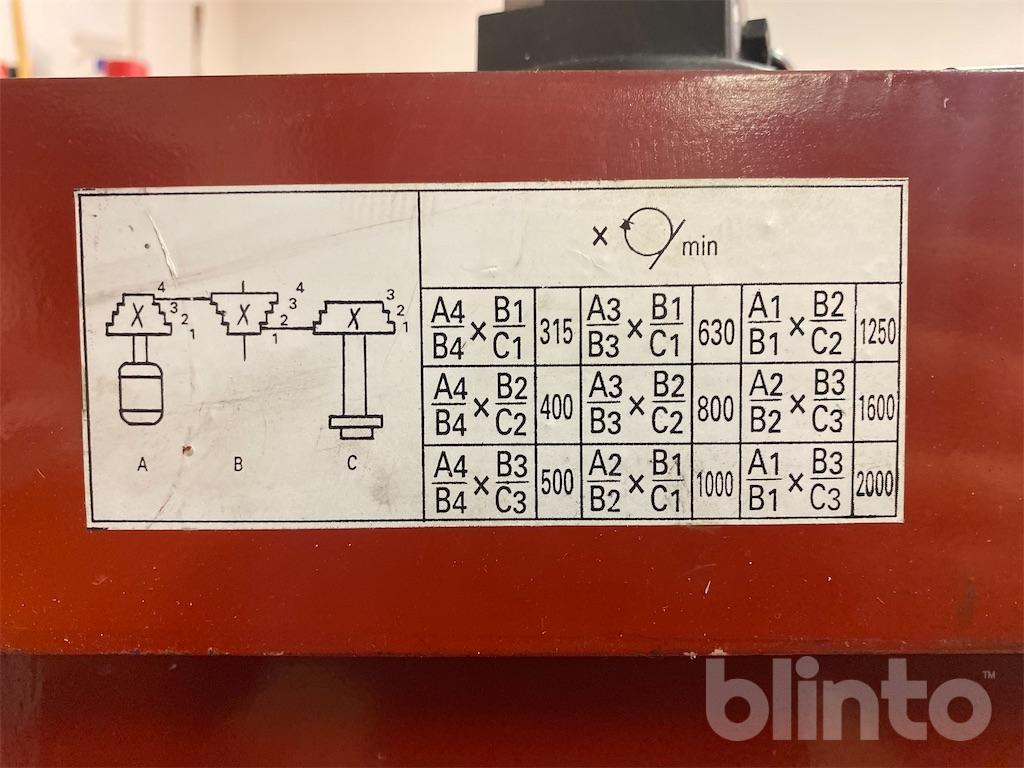 x min
4 4
3 3 3
X X X
2 2 2
1 1 1
A B C
A4/B4 x B1/C1 315 A3/B3 x B1/C1 630 A1/B1 x B2/C2 1250
A4/B4 x B2/C2 400 A3/B3 x B2/C2 800 A2/B2 x B3/C3 1600
A4/B4 x B3/C3 500 A2/B2 x B1/C1 1000 A1/B1 x B3/C3 2000
blinto™